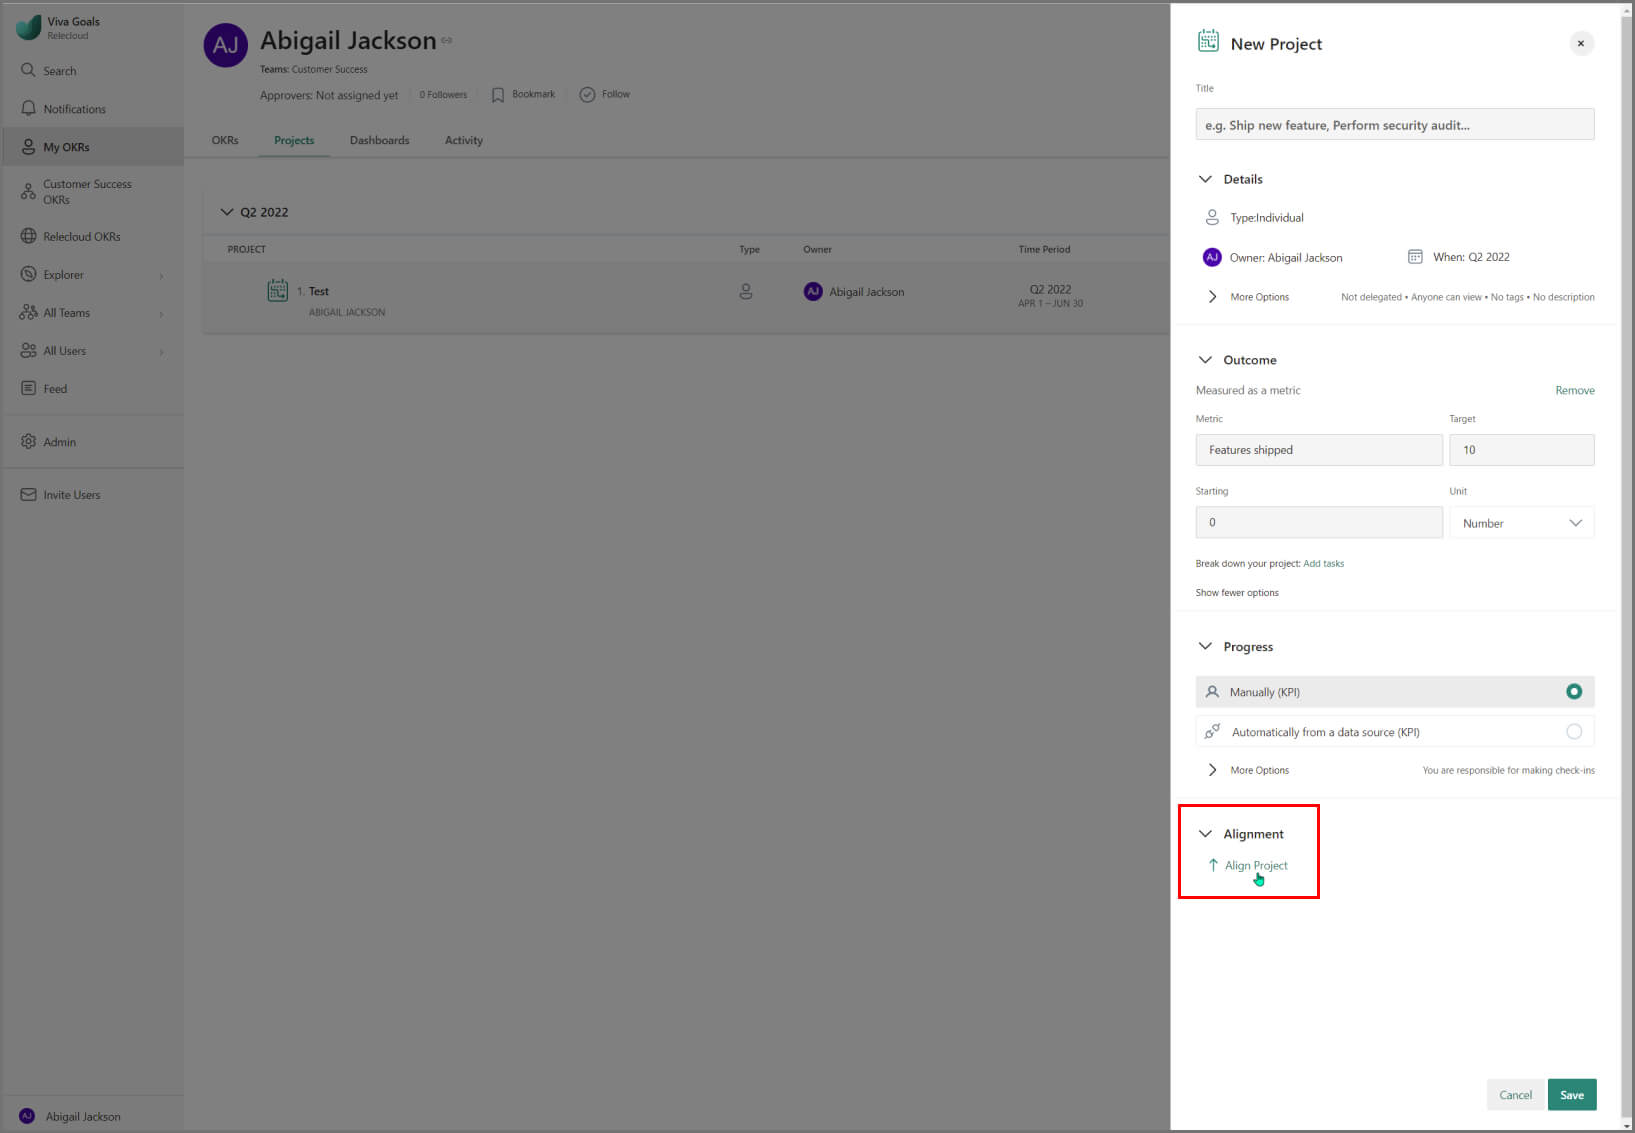 Viva Goals
Relecloud
Search
Notifications
My OKRs
Customer Success
OKRs
Relecloud OKRs
Explorer
All Teams
All Users
Feed
Admin
Invite Users
AJ
Abigail Jackson
AJ
Abigail Jackson
Teams: Customer Success
Approvers: Not assigned yet
0 Followers
Bookmark
Follow
OKRs
Projects
Dashboards
Activity
Q2 2022
PROJECT
Type
Owner
Time Period
1. Test
ABIGAIL JACKSON
AJ
Abigail Jackson
Q2 2022
APR 1 – JUN 30
New Project
Title
e.g. Ship new feature, Perform security audit...
Details
Type:Individual
AJ
Owner: Abigail Jackson
When: Q2 2022
More Options
Not delegated • Anyone can view • No tags • No description
Outcome
Measured as a metric
Remove
Metric
Target
Features shipped
10
Starting
Unit
0
Number
Break down your project: Add tasks
Show fewer options
Progress
Manually (KPI)
Automatically from a data source (KPI)
More Options
You are responsible for making check-ins
Alignment
Align Project
Cancel
Save